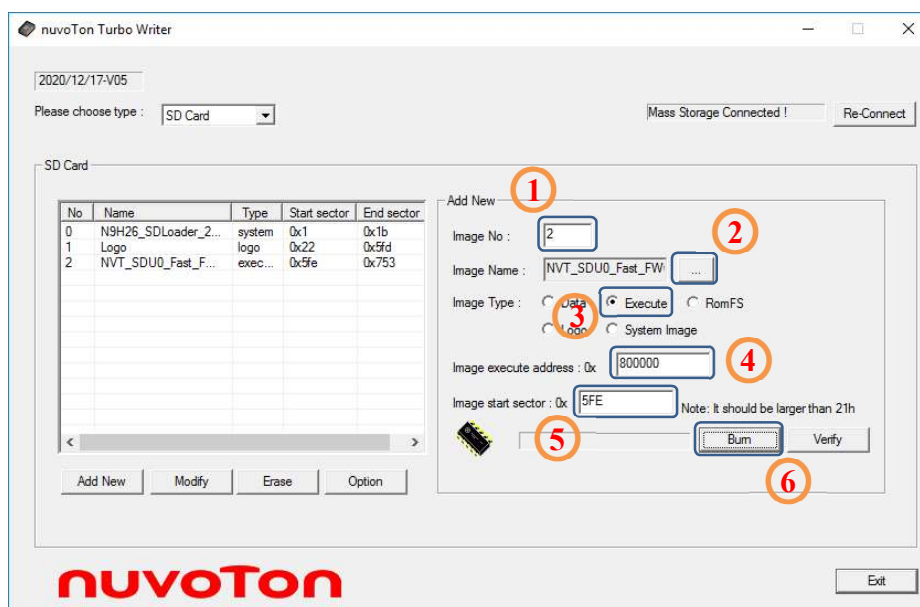 nuvoTon Turbo Writer
2020/12/17-V05
Please choose type : SD Card
Mass Storage Connected ! Re-Connect
SD Card
No Name Type Start sector End sector
0 N9H26_SDLoader_2... system 0x1 0x1b
1 Logo logo 0x22 0x5fd
2 NVT_SDU0_Fast_F... exec... 0x5fe 0x753
Add New Modify Erase Option
Add New 1
Image No : 2
2
Image Name : NVT_SDU0_Fast_FW ...
Image Type : Data Execute RomFS
3
Logo System Image
Image execute address : 0x 800000 4
Image start sector : 0x 5FE Note: It should be larger than 21h
5 Burn Verify
6
nuvoTon
Exit